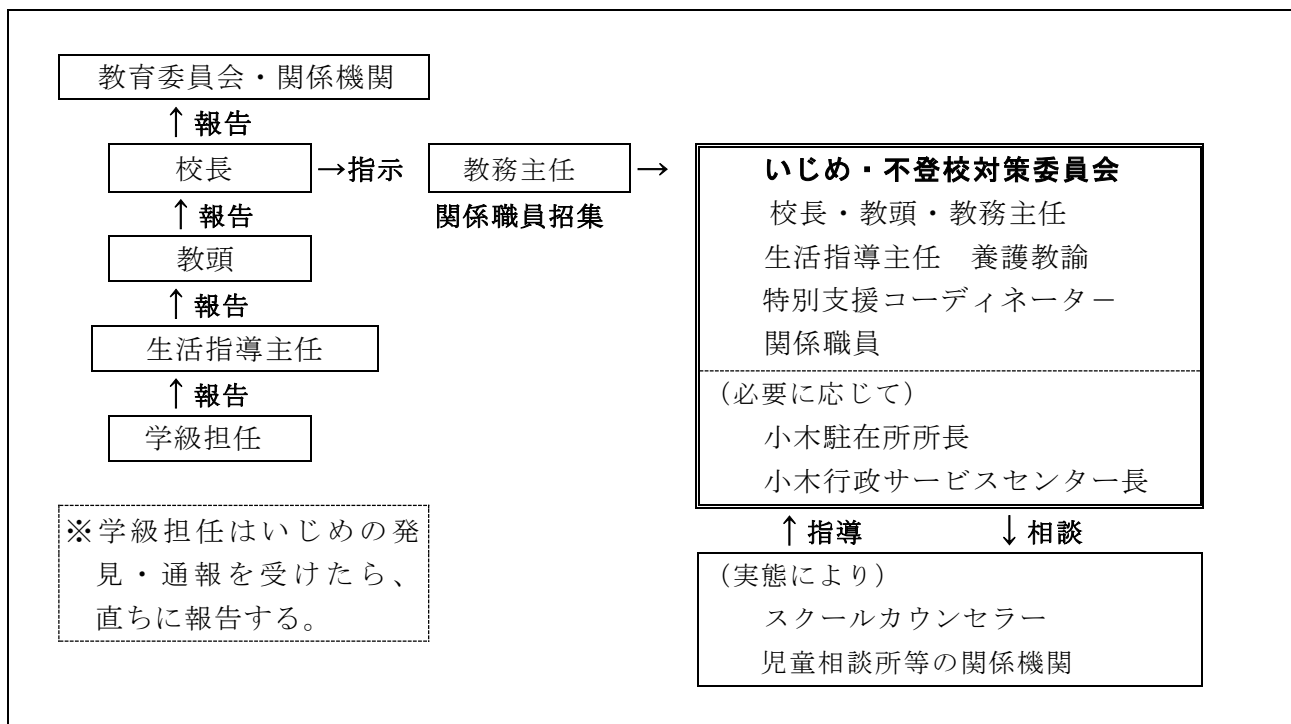 教育委員会・関係機関
↑報告
校長
→指示
教務主任
→
関係職員招集
↑報告
教頭
↑報告
生活指導主任
↑報告
学級担任
※学級担任はいじめの発
見・通報を受けたら、
直ちに報告する。
いじめ・不登校対策委員会
校長・教頭・教務主任
生活指導主任　養護教諭
特別支援コーディネータ－
関係職員
(必要に応じて)
小木駐在所所長
小木行政サービスセンター長
↑指導　↓相談
(実態により)
スクールカウンセラー
児童相談所等の関係機関